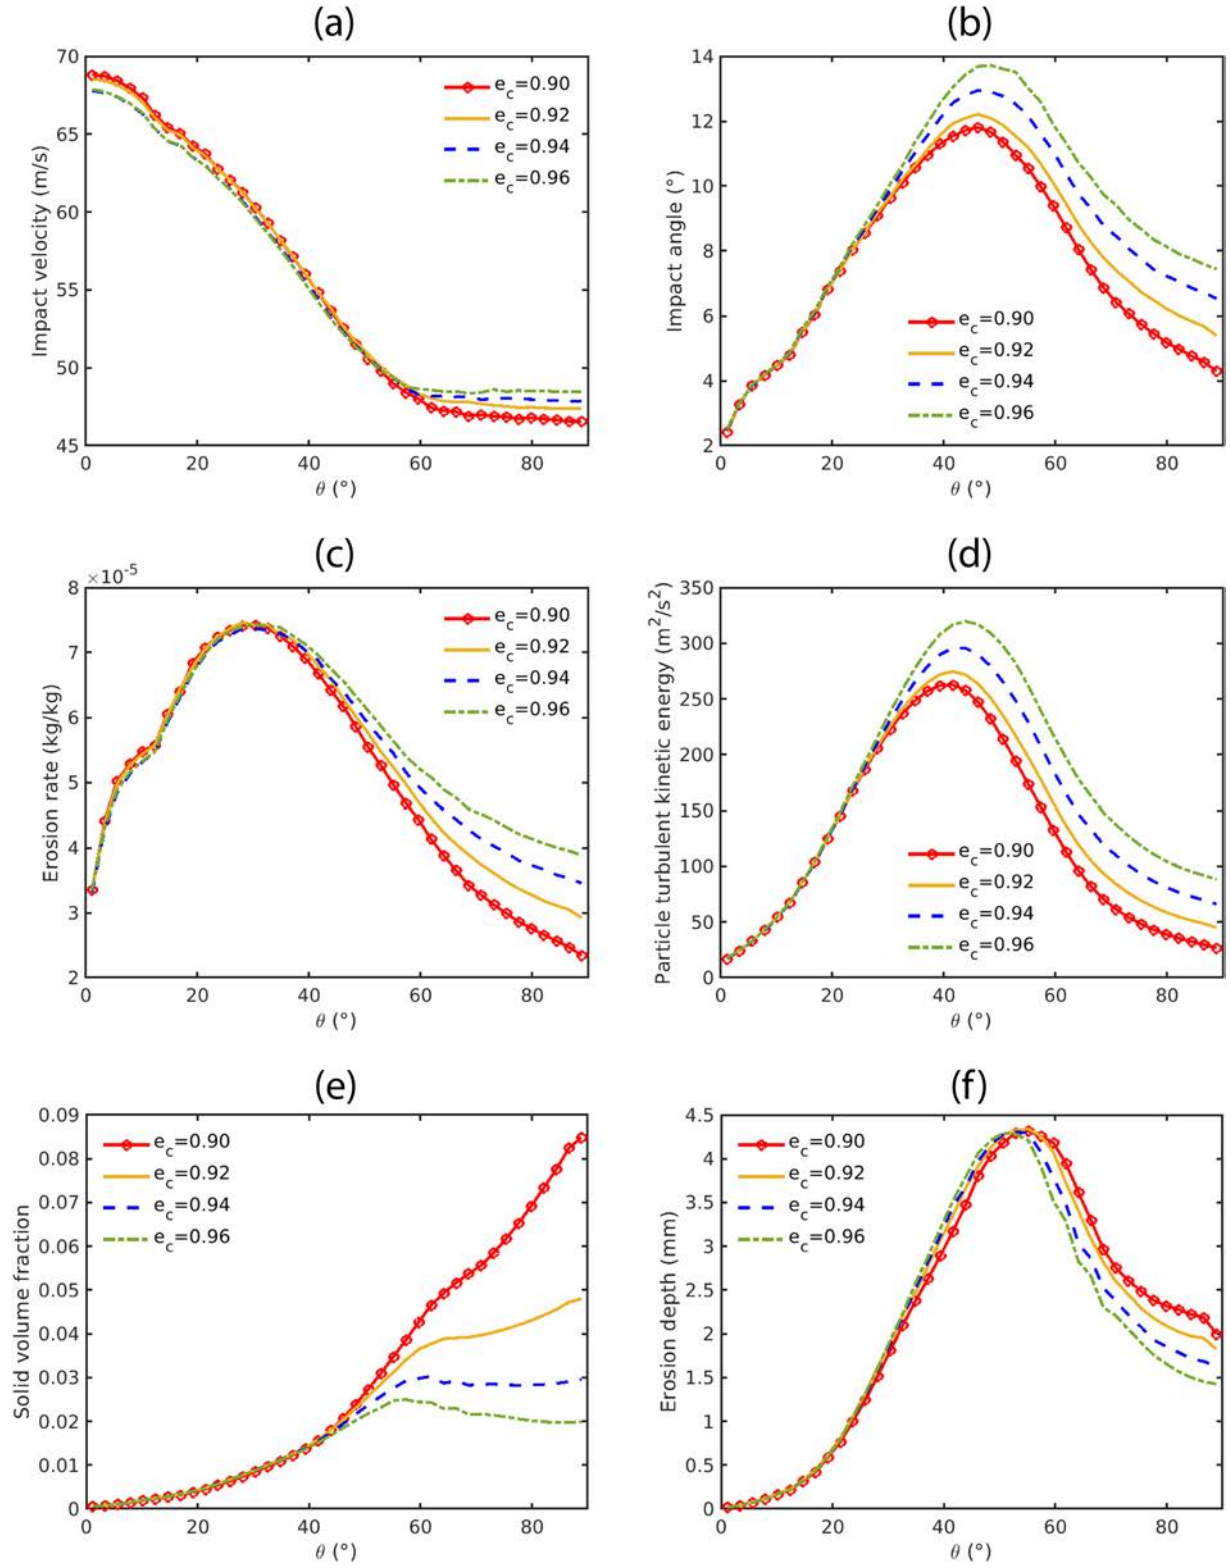 (a)
70
65
60
55
50
45
0
20
40
60
80
Impact velocity (m/s)
θ (°)
e_c=0.90
e_c=0.92
e_c=0.94
e_c=0.96
(b)
14
12
10
8
6
4
2
0
20
40
60
80
Impact angle (°)
θ (°)
e_c=0.90
e_c=0.92
e_c=0.94
e_c=0.96
(c)
×10^-5
8
7
6
5
4
3
2
0
20
40
60
80
Erosion rate (kg/kg)
θ (°)
e_c=0.90
e_c=0.92
e_c=0.94
e_c=0.96
(d)
350
300
250
200
150
100
50
0
0
20
40
60
80
Particle turbulent kinetic energy (m²/s²)
θ (°)
e_c=0.90
e_c=0.92
e_c=0.94
e_c=0.96
(e)
0.09
0.08
0.07
0.06
0.05
0.04
0.03
0.02
0.01
0
0
20
40
60
80
Solid volume fraction
θ (°)
e_c=0.90
e_c=0.92
e_c=0.94
e_c=0.96
(f)
4.5
4
3.5
3
2.5
2
1.5
1
0.5
0
0
20
40
60
80
Erosion depth (mm)
θ (°)
e_c=0.90
e_c=0.92
e_c=0.94
e_c=0.96